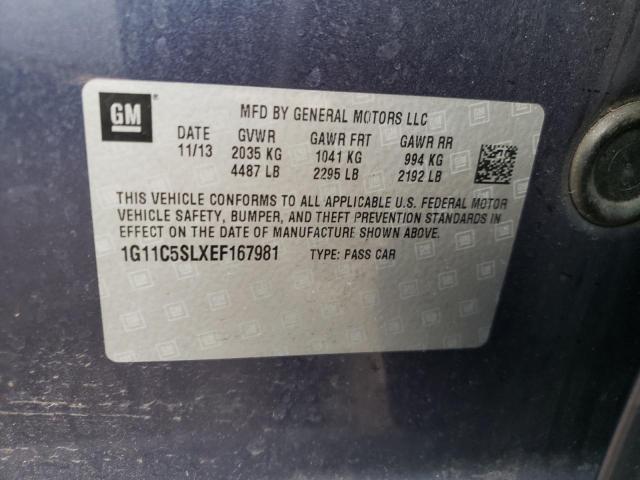 GM
MFD BY GENERAL MOTORS LLC
DATE GVWR GAWR FRT GAWR RR
11/13 2035 KG 1041 KG 994 KG
4487 LB 2295 LB 2192 LB
THIS VEHICLE CONFORMS TO ALL APPLICABLE U.S. FEDERAL MOTOR
VEHICLE SAFETY, BUMPER, AND THEFT PREVENTION STANDARDS IN
EFFECT ON THE DATE OF MANUFACTURE SHOWN ABOVE.
1G11C5SLXEF167981 TYPE: PASS CAR